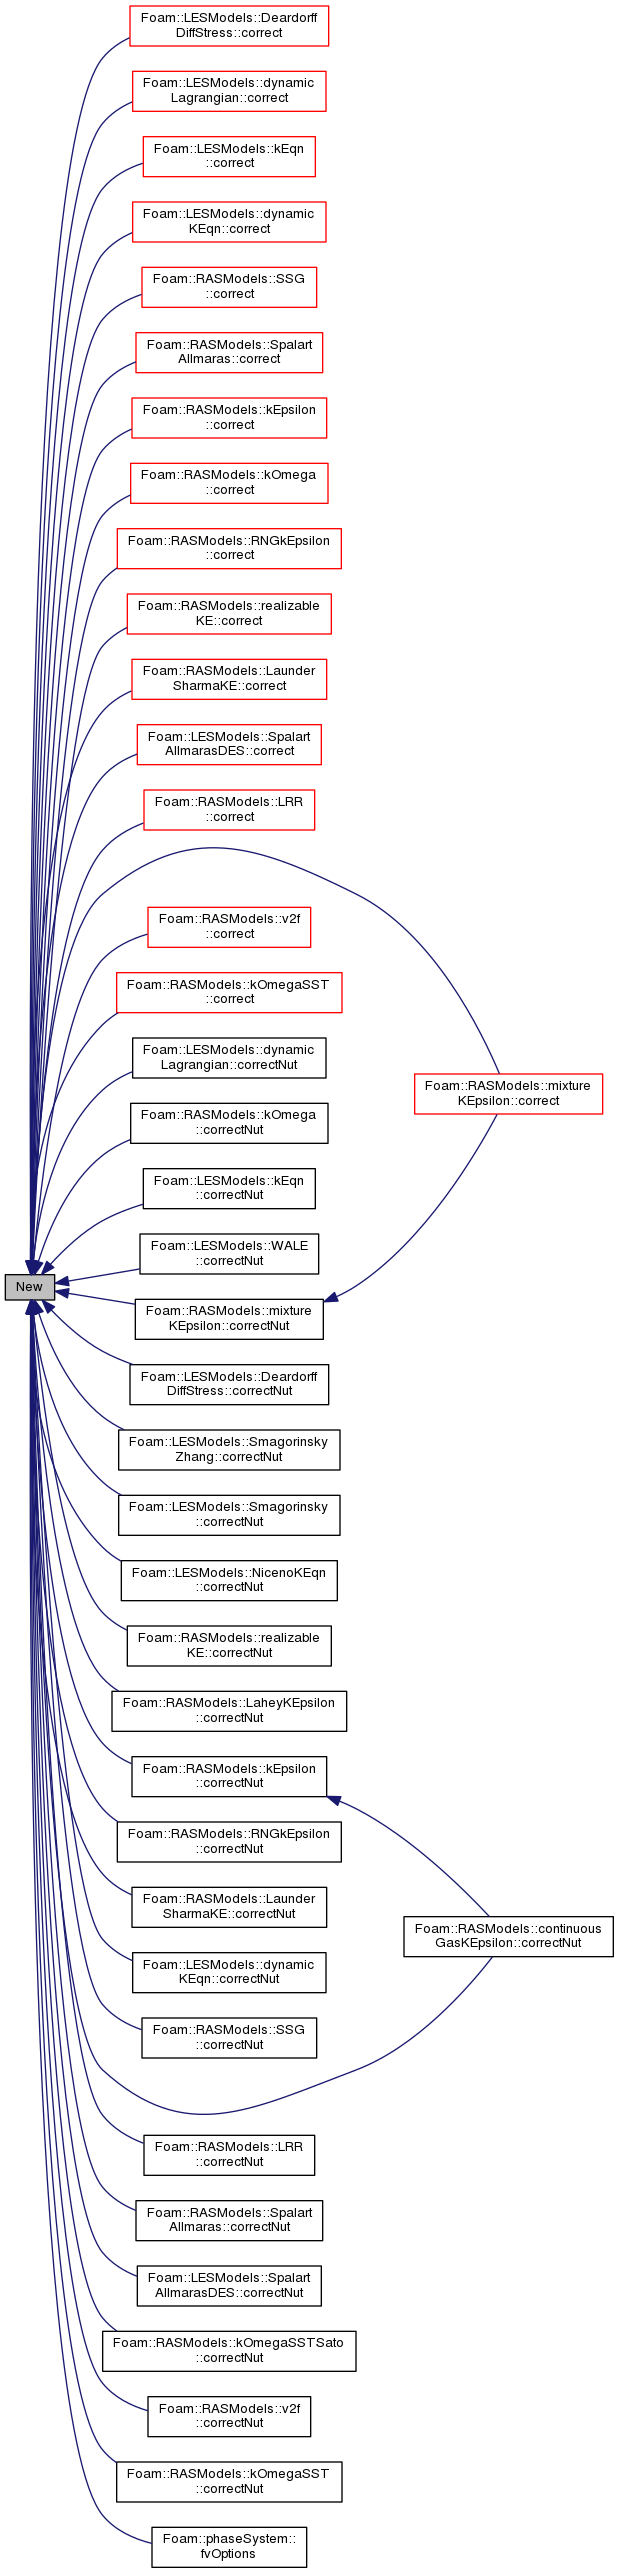 Foam::LESModels::Deardorff
DiffStress::correct
Foam::LESModels::dynamic
Lagrangian::correct
Foam::LESModels::kEqn
::correct
Foam::LESModels::dynamic
KEqn::correct
Foam::RASModels::SSG
::correct
Foam::RASModels::Spalart
Allmaras::correct
Foam::RASModels::kEpsilon
::correct
Foam::RASModels::kOmega
::correct
Foam::RASModels::RNGkEpsilon
::correct
Foam::RASModels::realizable
KE::correct
Foam::RASModels::Launder
SharmaKE::correct
Foam::LESModels::Spalart
AllmarasDES::correct
Foam::RASModels::LRR
::correct
Foam::RASModels::v2f
::correct
Foam::RASModels::kOmegaSST
::correct
Foam::LESModels::dynamic
Lagrangian::correctNut
Foam::RASModels::mixture
KEpsilon::correct
Foam::RASModels::kOmega
::correctNut
Foam::LESModels::kEqn
::correctNut
Foam::LESModels::WALE
::correctNut
New
Foam::RASModels::mixture
KEpsilon::correctNut
Foam::LESModels::Deardorff
DiffStress::correctNut
Foam::LESModels::Smagorinsky
Zhang::correctNut
Foam::LESModels::Smagorinsky
::correctNut
Foam::LESModels::NicenoKEqn
::correctNut
Foam::RASModels::realizable
KE::correctNut
Foam::RASModels::LaheyKEpsilon
::correctNut
Foam::RASModels::kEpsilon
::correctNut
Foam::RASModels::RNGkEpsilon
::correctNut
Foam::RASModels::Launder
SharmaKE::correctNut
Foam::RASModels::continuous
GasKEpsilon::correctNut
Foam::LESModels::dynamic
KEqn::correctNut
Foam::RASModels::SSG
::correctNut
Foam::RASModels::LRR
::correctNut
Foam::RASModels::Spalart
Allmaras::correctNut
Foam::LESModels::Spalart
AllmarasDES::correctNut
Foam::RASModels::kOmegaSSTSato
::correctNut
Foam::RASModels::v2f
::correctNut
Foam::RASModels::kOmegaSST
::correctNut
Foam::phaseSystem::
fvOptions